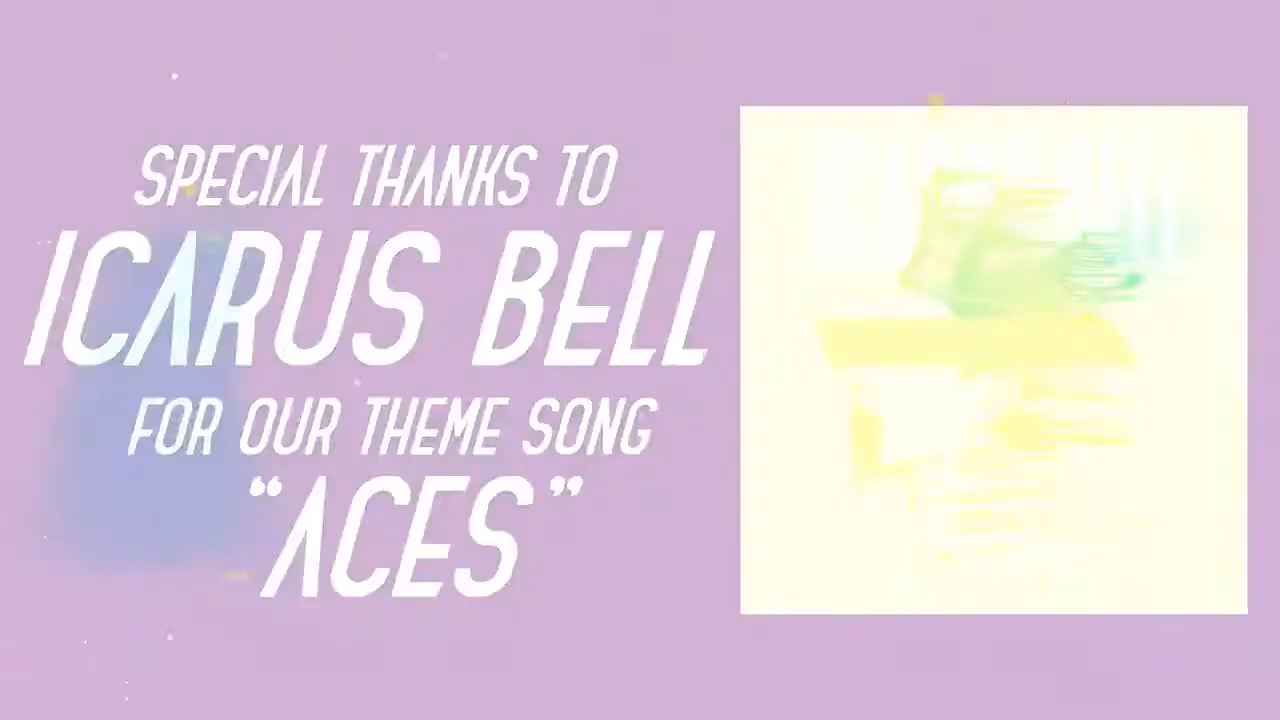 SPECIAL THANKS TO
ICARUS BELL
FOR OUR THEME SONG
“ACES”